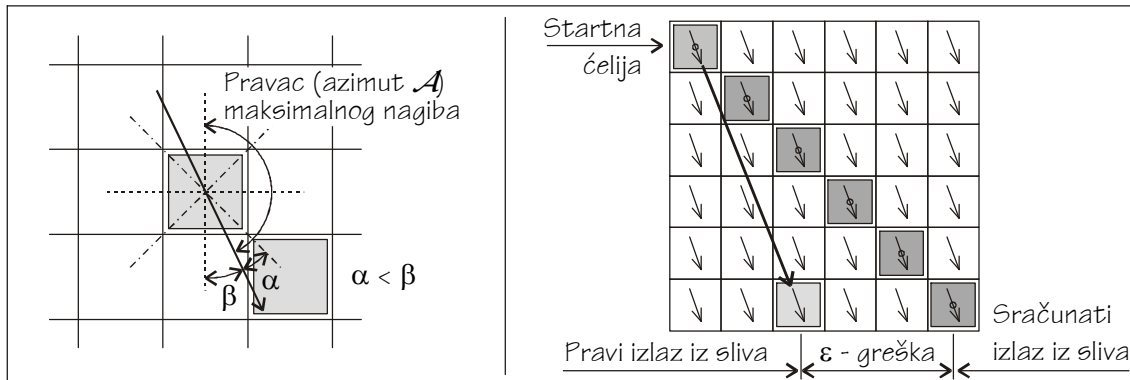 Pravac (azimut A)
maksimalnog nagiba
α
β
α < β
Startna
ćelija
Pravi izlaz iz sliva
ε - greška
Sračunati
izlaz iz sliva